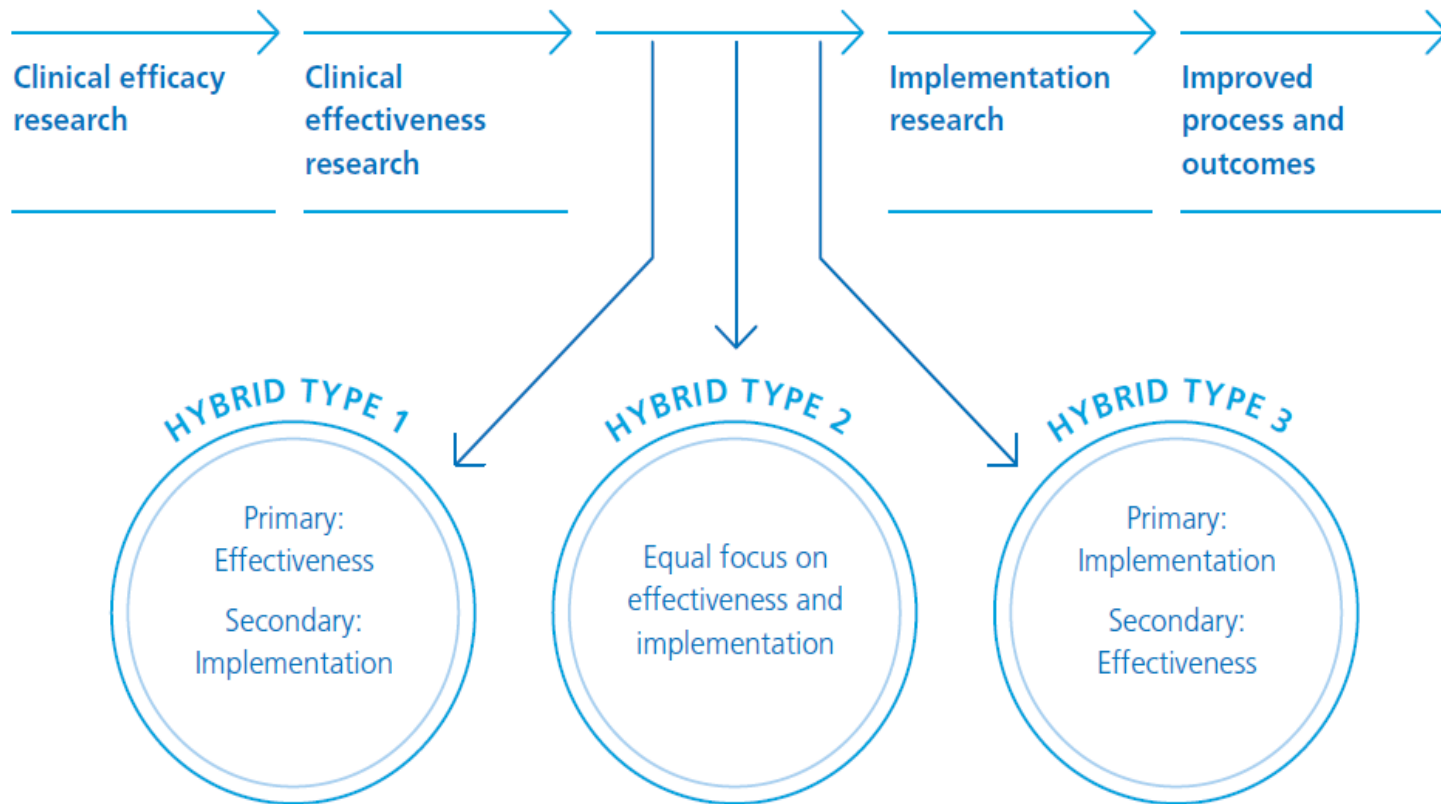 Clinical efficacy
research
Clinical
effectiveness
research
Implementation
research
Improved
process and
outcomes
HYBRID TYPE 1
Primary:
Effectiveness
Secondary:
Implementation
HYBRID TYPE 2
Equal focus on
effectiveness and
implementation
HYBRID TYPE 3
Primary:
Implementation
Secondary:
Effectiveness